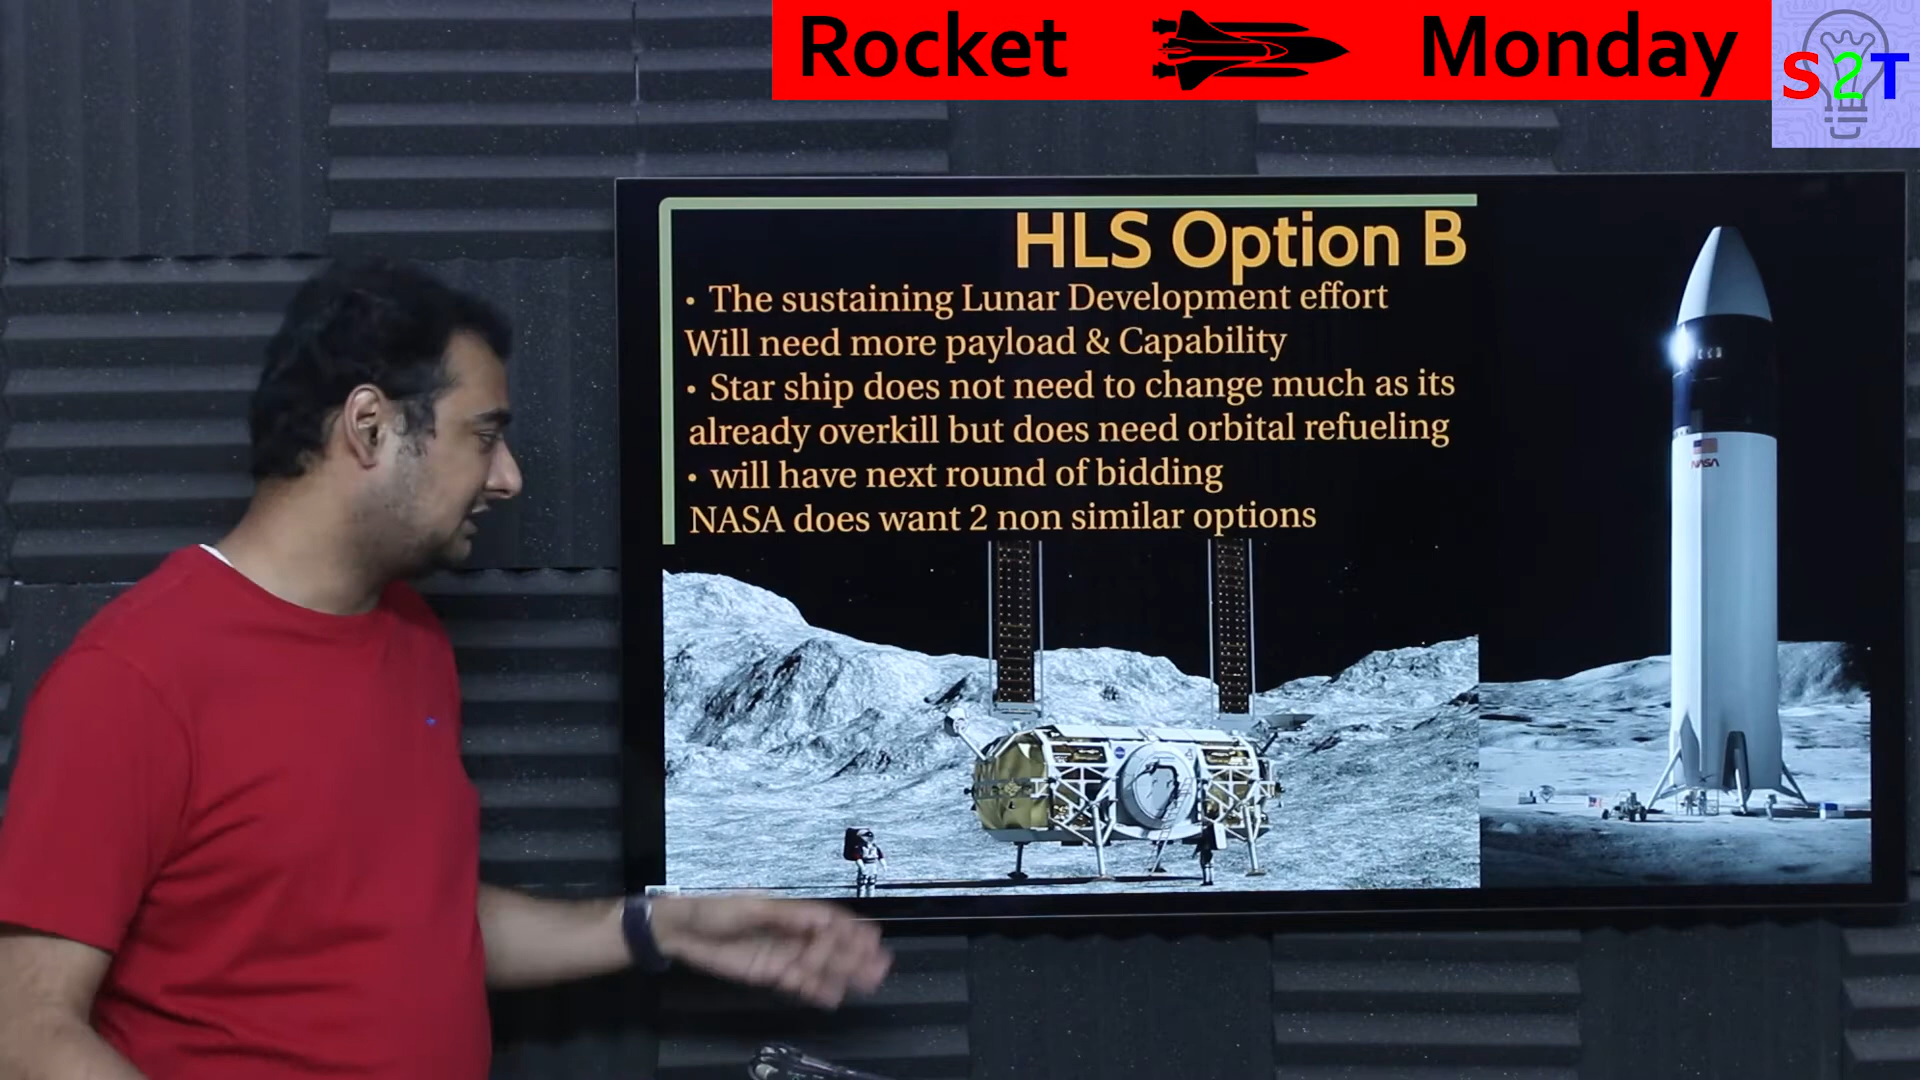 Rocket Monday
S2T
HLS Option B
• The sustaining Lunar Development effort
Will need more payload & Capability
• Star ship does not need to change much as its
already overkill but does need orbital refueling
• will have next round of bidding
NASA does want 2 non similar options
NASA